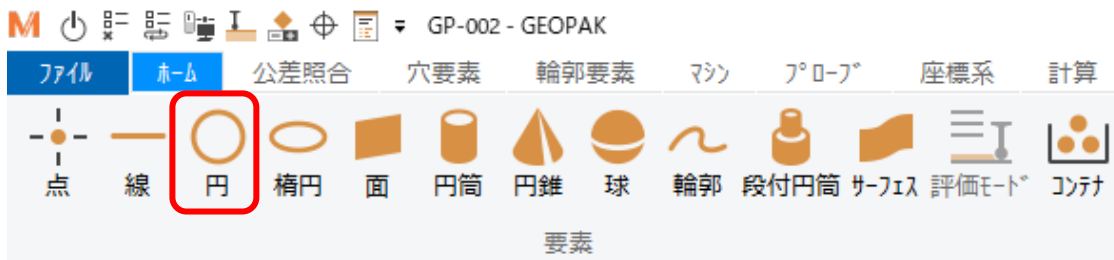 GP-002 - GEOPAK
ﾌｧｲﾙ ﾎｰﾑ 公差照合 穴要素 輪郭要素 ﾏｼﾝ ﾌﾟﾛｰﾌﾞ 座標系 計算
点 線 円 楕円 面 円筒 円錐 球 輪郭 段付円筒 ｻｰﾌｪｽ 評価ﾓｰﾄﾞ ｺﾝﾃﾅ
要素